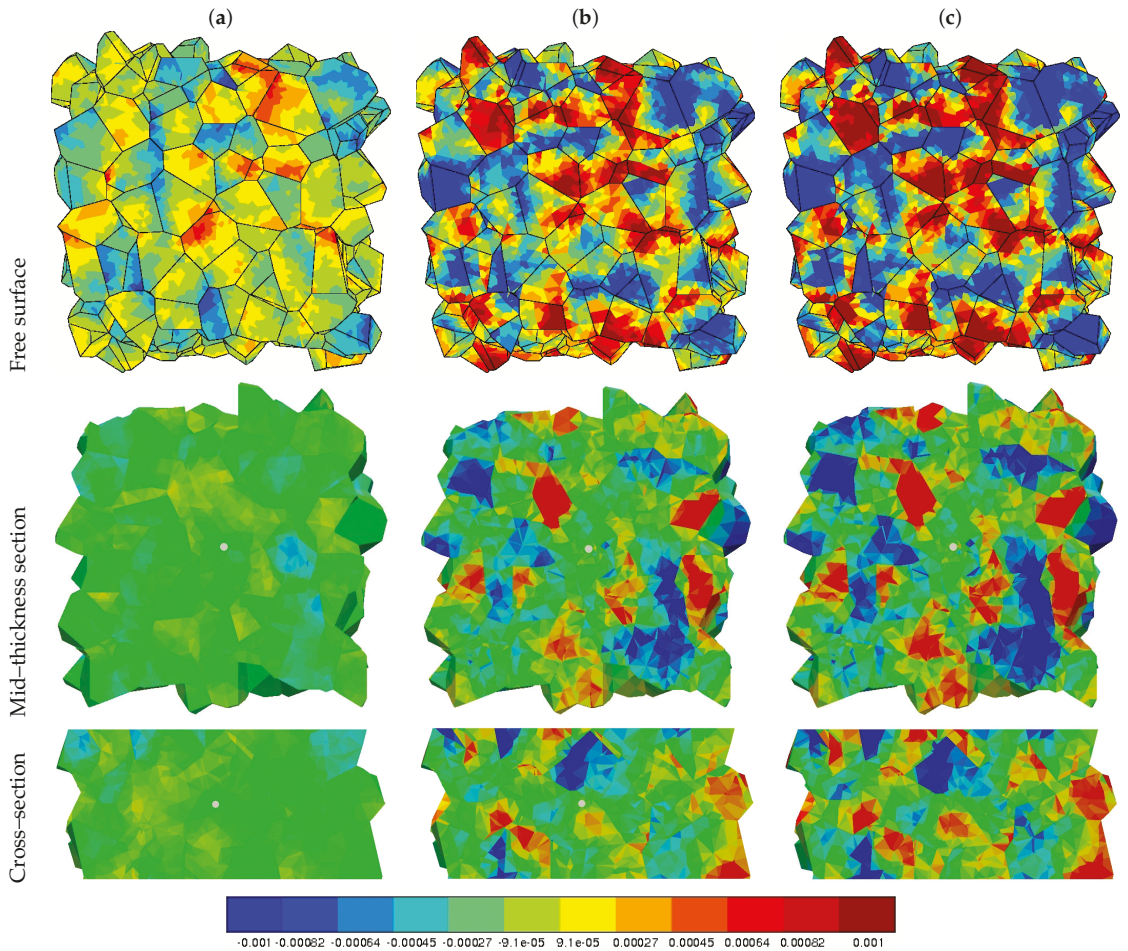 (a) (b) (c)
Free surface
Mid–thickness section
Cross–section
-0.001 -0.00082 -0.00064 -0.00045 -0.00027 -9.1e-05 9.1e-05 0.00027 0.00045 0.00064 0.00082 0.001